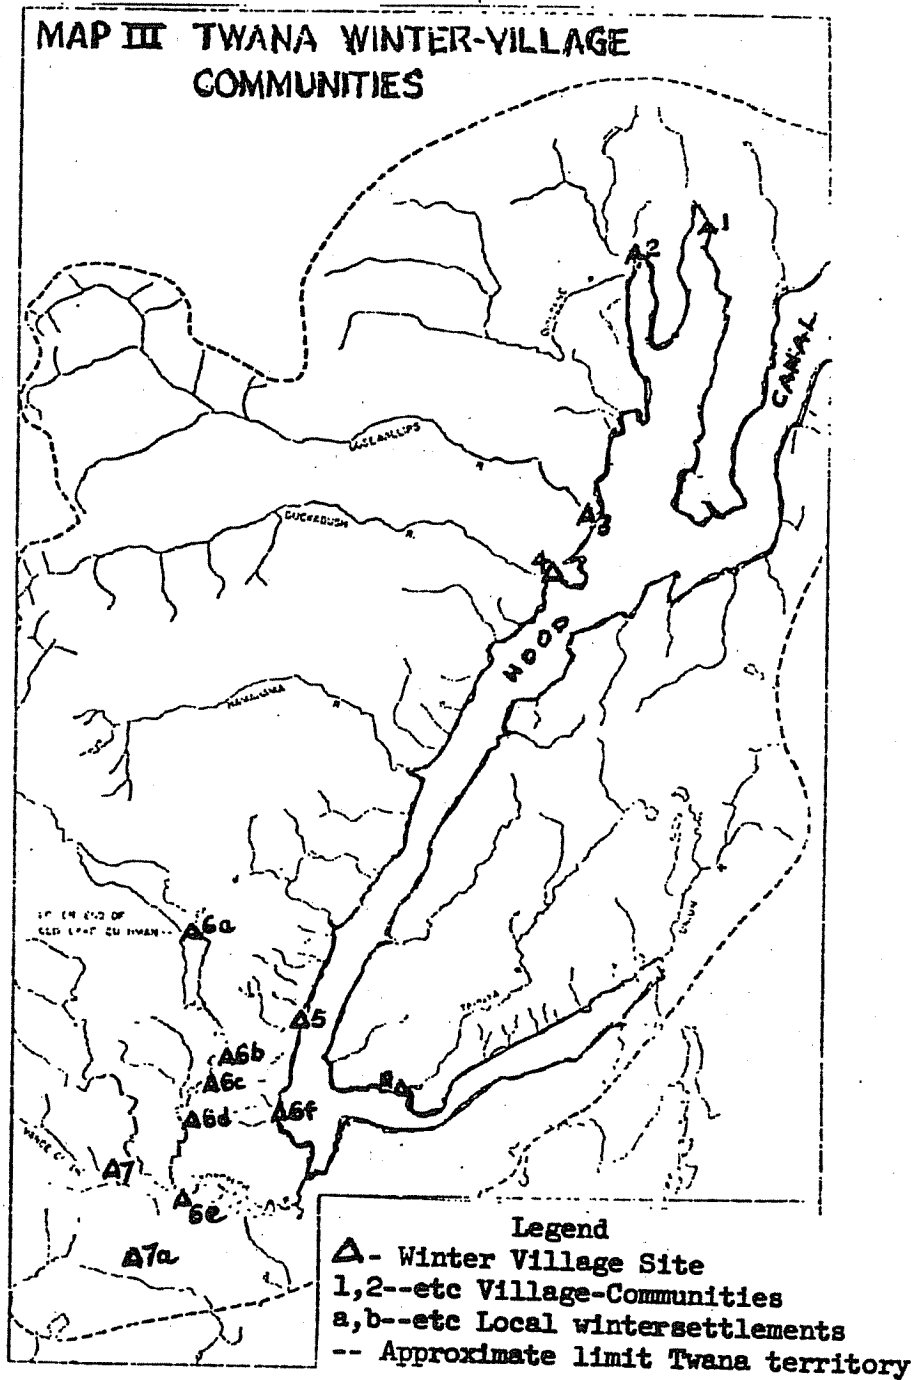 MAP III TWANA WINTER-VILLAGE
COMMUNITIES
1
2
CANAL
DUCKABUSH
R.
R
3
4
HOOD
R
6a
5
6b
6c
6d
6f
8
7
6e
7a
Legend
△- Winter Village Site
1,2--etc Village-Communities
a,b--etc Local wintersettlements
-- Approximate limit Twana territory